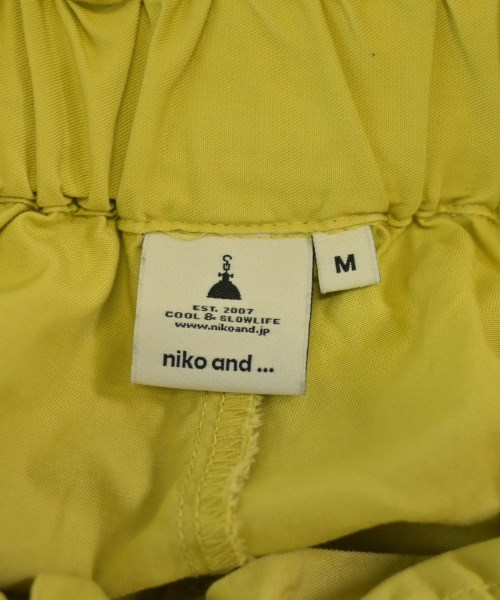 EST. 2007
COOL & SLOWLIFE
www.nikoand.jp
niko and ...
M